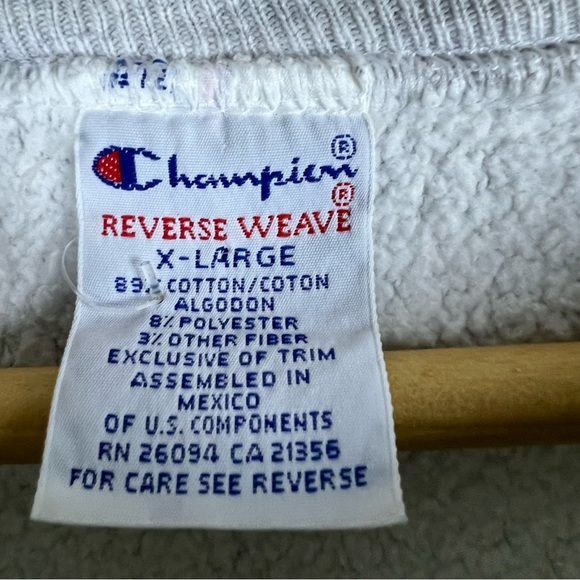 Champion®
REVERSE WEAVE®
X-LARGE
89% COTTON/COTON
ALGODON
8% POLYESTER
3% OTHER FIBER
EXCLUSIVE OF TRIM
ASSEMBLED IN
MEXICO
OF U.S. COMPONENTS
RN 26094 CA 21356
FOR CARE SEE REVERSE